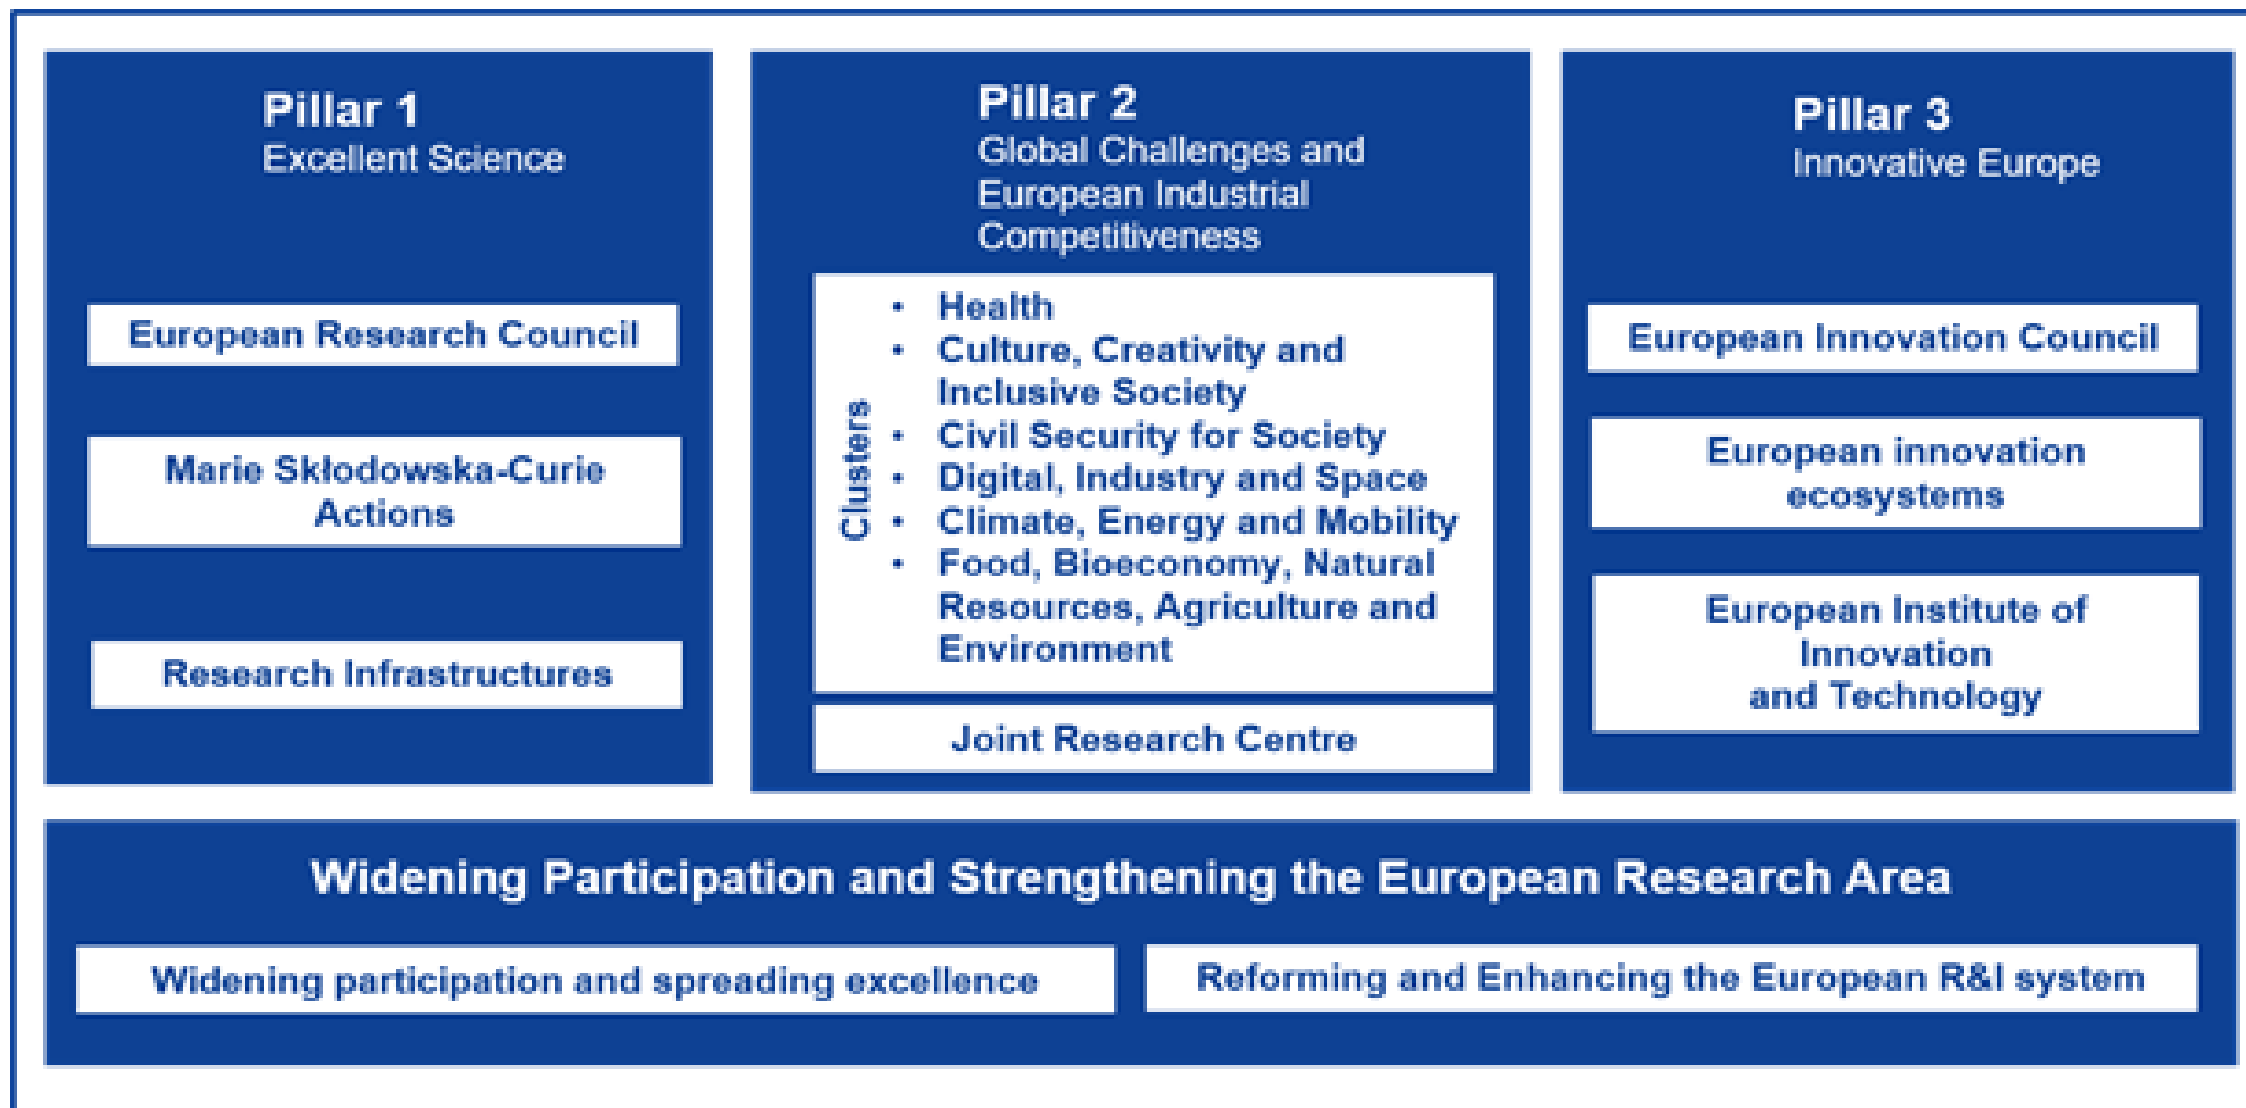 Pillar 1
Excellent Science
European Research Council
Marie Skłodowska-Curie
Actions
Research Infrastructures
Pillar 2
Global Challenges and
European Industrial
Competitiveness
Clusters
• Health
• Culture, Creativity and
Inclusive Society
• Civil Security for Society
• Digital, Industry and Space
• Climate, Energy and Mobility
• Food, Bioeconomy, Natural
Resources, Agriculture and
Environment
Joint Research Centre
Pillar 3
Innovative Europe
European Innovation Council
European innovation
ecosystems
European Institute of
Innovation
and Technology
Widening Participation and Strengthening the European Research Area
Widening participation and spreading excellence
Reforming and Enhancing the European R&I system